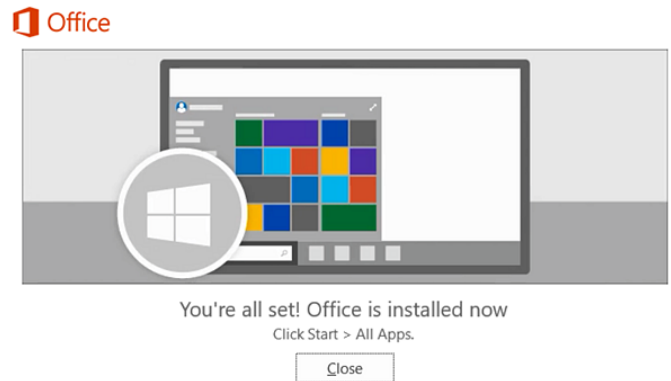 Office
You're all set! Office is installed now
Click Start > All Apps.
Close